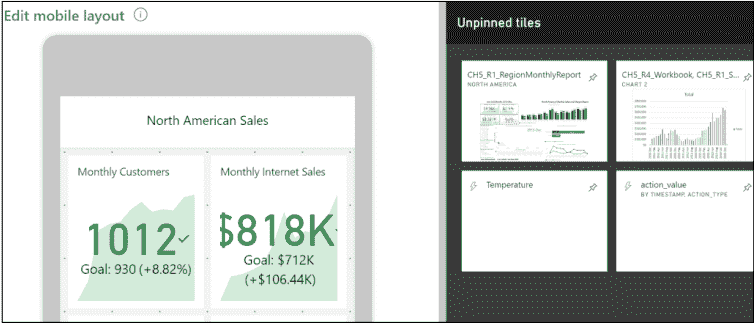 Edit mobile layout
Unpinned tiles
North American Sales
Monthly Customers
1012
Goal: 930 (+8.82%)
Monthly Internet Sales
$818K
Goal: $712K
(+$106.44K)
CH5_R1_RegionMonthlyReport
NORTH AMERICA
CH5_R4_Workbook, CH5_R1_S...
CHART 2
Total
Temperature
action_value
BY TIMESTAMP, ACTION_TYPE